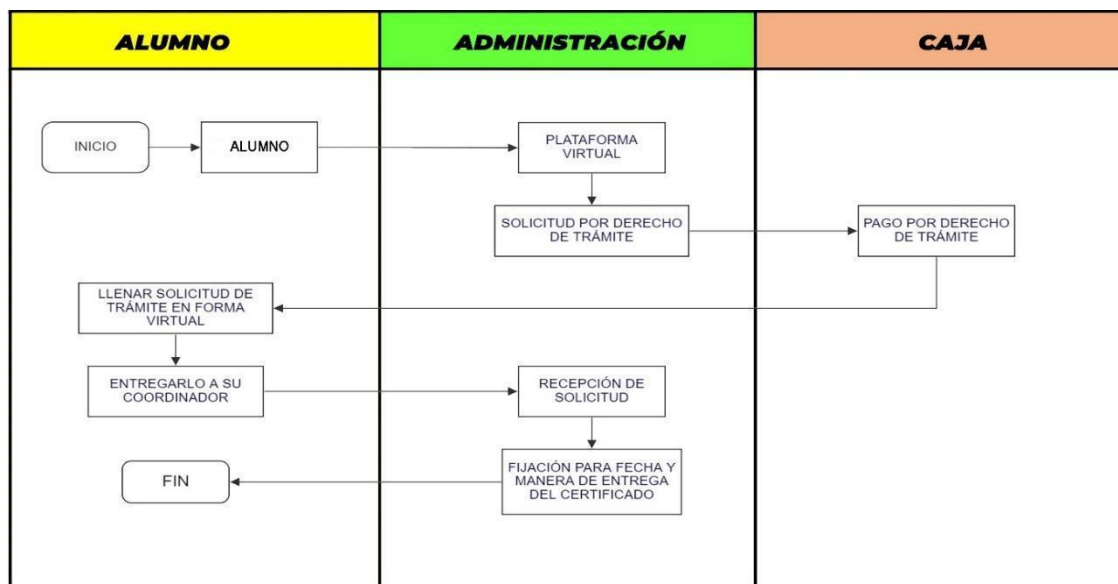 ALUMNO
ADMINISTRACIÓN
CAJA
INICIO
ALUMNO
PLATAFORMA
VIRTUAL
SOLICITUD POR DERECHO
DE TRÁMITE
PAGO POR DERECHO
DE TRÁMITE
LLENAR SOLICITUD DE
TRÁMITE EN FORMA
VIRTUAL
ENTREGARLO A SU
COORDINADOR
RECEPCIÓN DE
SOLICITUD
FIJACIÓN PARA FECHA Y
MANERA DE ENTREGA
DEL CERTIFICADO
FIN